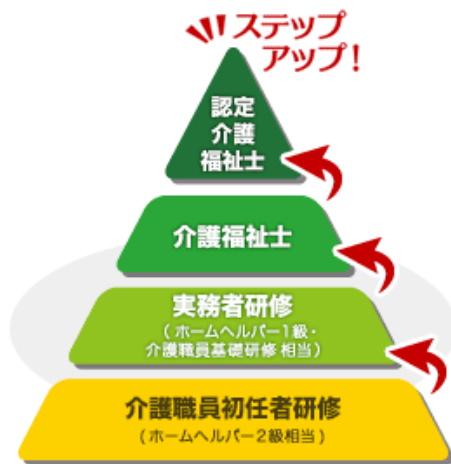 ステップ
アップ！
認定
介護
福祉士
介護福祉士
実務者研修
（ホームヘルパー1級・
介護職員基礎研修 相当）
介護職員初任者研修
（ホームヘルパー2級相当）